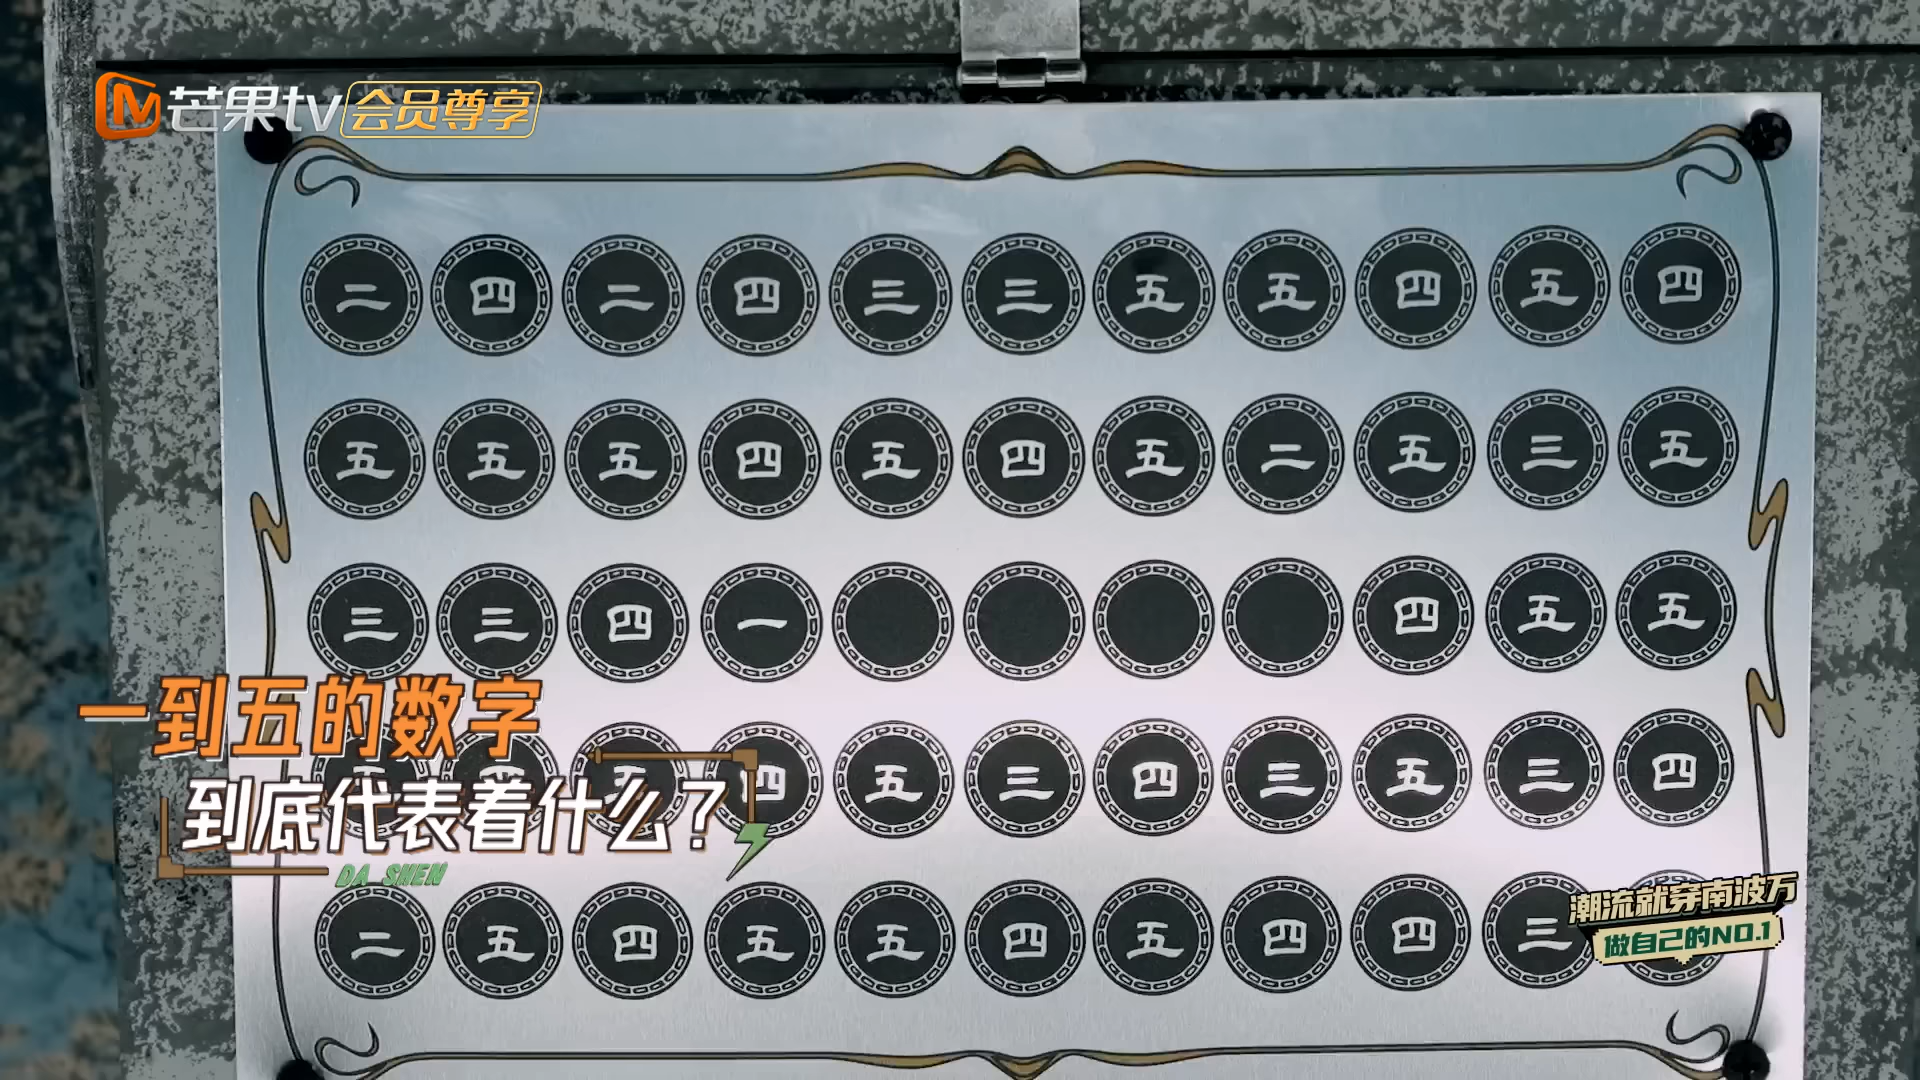 芒果tv 会员尊享
二 四 二 四 三 三 五 五 四 五 四
五 五 五 四 五 四 五 二 五 三 五
三 三 四 一 四 五 五
一到五的数字
四 五 三 四 三 五 三 四
到底代表着什么?
DA SHEN
潮流就穿南波万
二 五 四 五 五 四 五 四 四 三
做自己的NO.1